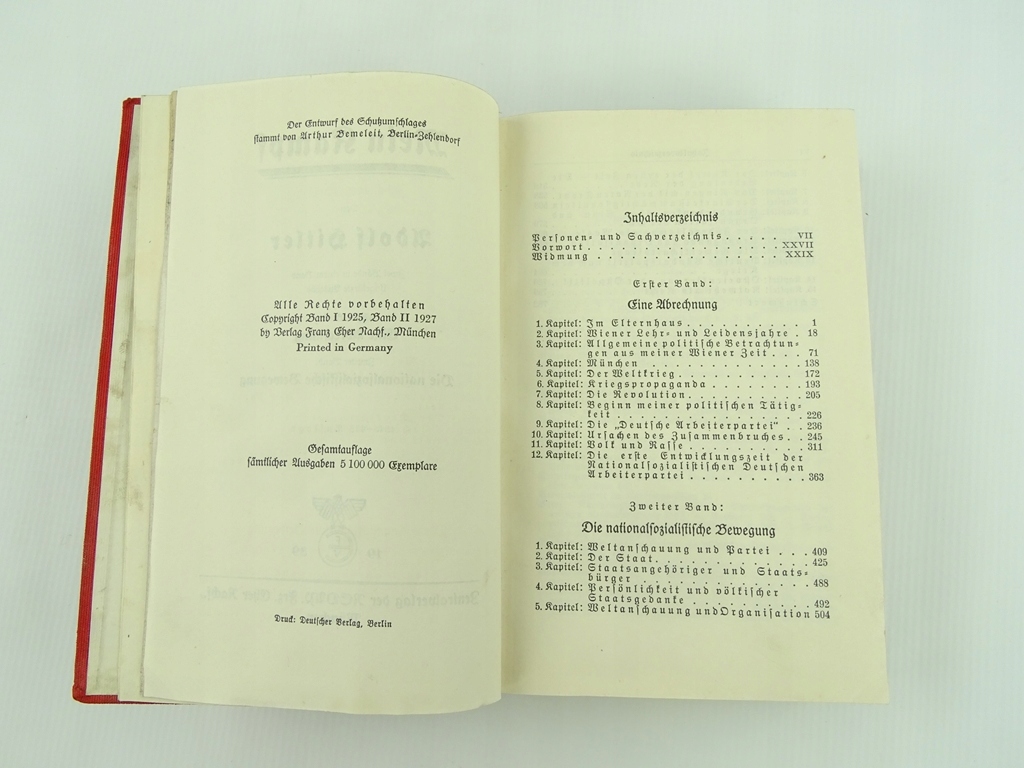 Der Entwurf des Schutzumschlages
stammt von Arthur Bomeleit, Berlin-Zehlendorf
Alle Rechte vorbehalten
Copyright Band I 1925, Band II 1927
by Verlag Franz Eher Nachf., München
Printed in Germany
Gesamtauflage
sämtlicher Ausgaben 5 100 000 Exemplare
Druck: Deutscher Verlag, Berlin
Inhaltsverzeichnis
Personen- und Sachverzeichnis . . . . . VII
Vorwort . . . . . . . . . . . . . . . . XXVII
Widmung . . . . . . . . . . . . . . . . XXIX
Erster Band:
Eine Abrechnung
1. Kapitel: Im Elternhaus . . . . . . . . . . 1
2. Kapitel: Wiener Lehr- und Leidensjahre . 18
3. Kapitel: Allgemeine politische Betrachtun-
gen aus meiner Wiener Zeit . . . 71
4. Kapitel: München . . . . . . . . . . . . 138
5. Kapitel: Der Weltkrieg . . . . . . . . . . 172
6. Kapitel: Kriegspropaganda . . . . . . . . 193
7. Kapitel: Die Revolution . . . . . . . . . . 205
8. Kapitel: Beginn meiner politischen Tätig-
keit . . . . . . . . . . . . . . . 226
9. Kapitel: Die „Deutsche Arbeiterpartei“ . . 236
10. Kapitel: Ursachen des Zusammenbruches . . 245
11. Kapitel: Volk und Rasse . . . . . . . . . 311
12. Kapitel: Die erste Entwicklungszeit der
Nationalsozialistischen Deutschen
Arbeiterpartei . . . . . . . . . . 363
Zweiter Band:
Die nationalsozialistische Bewegung
1. Kapitel: Weltanschauung und Partei . . . 409
2. Kapitel: Der Staat . . . . . . . . . . . . 425
3. Kapitel: Staatsangehöriger und Staats-
bürger . . . . . . . . . . . . . . 488
4. Kapitel: Persönlichkeit und völkischer
Staatsgedanke . . . . . . . . . . 492
5. Kapitel: Weltanschauung und Organisation 504